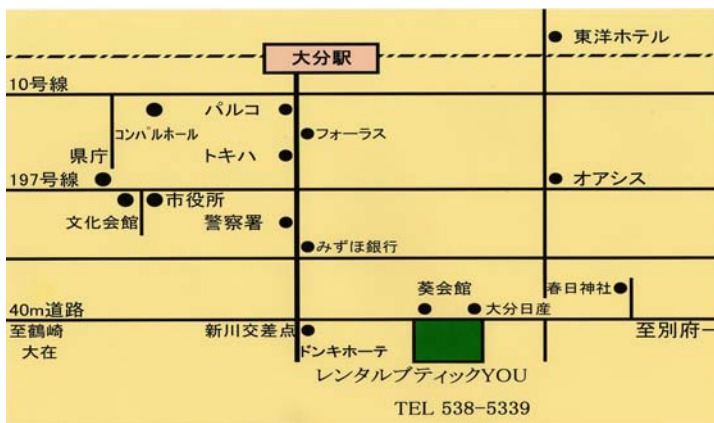 東洋ホテル
大分駅
10号線
パルコ
コンパルホール
フォーラス
県庁
トキハ
197号線
オアシス
文化会館
市役所
警察署
みずほ銀行
葵会館
春日神社
40m道路
大分日産
至鶴崎
大在
新川交差点
ドンキホーテ
至別府
レンタルブティックYOU
TEL 538-5339